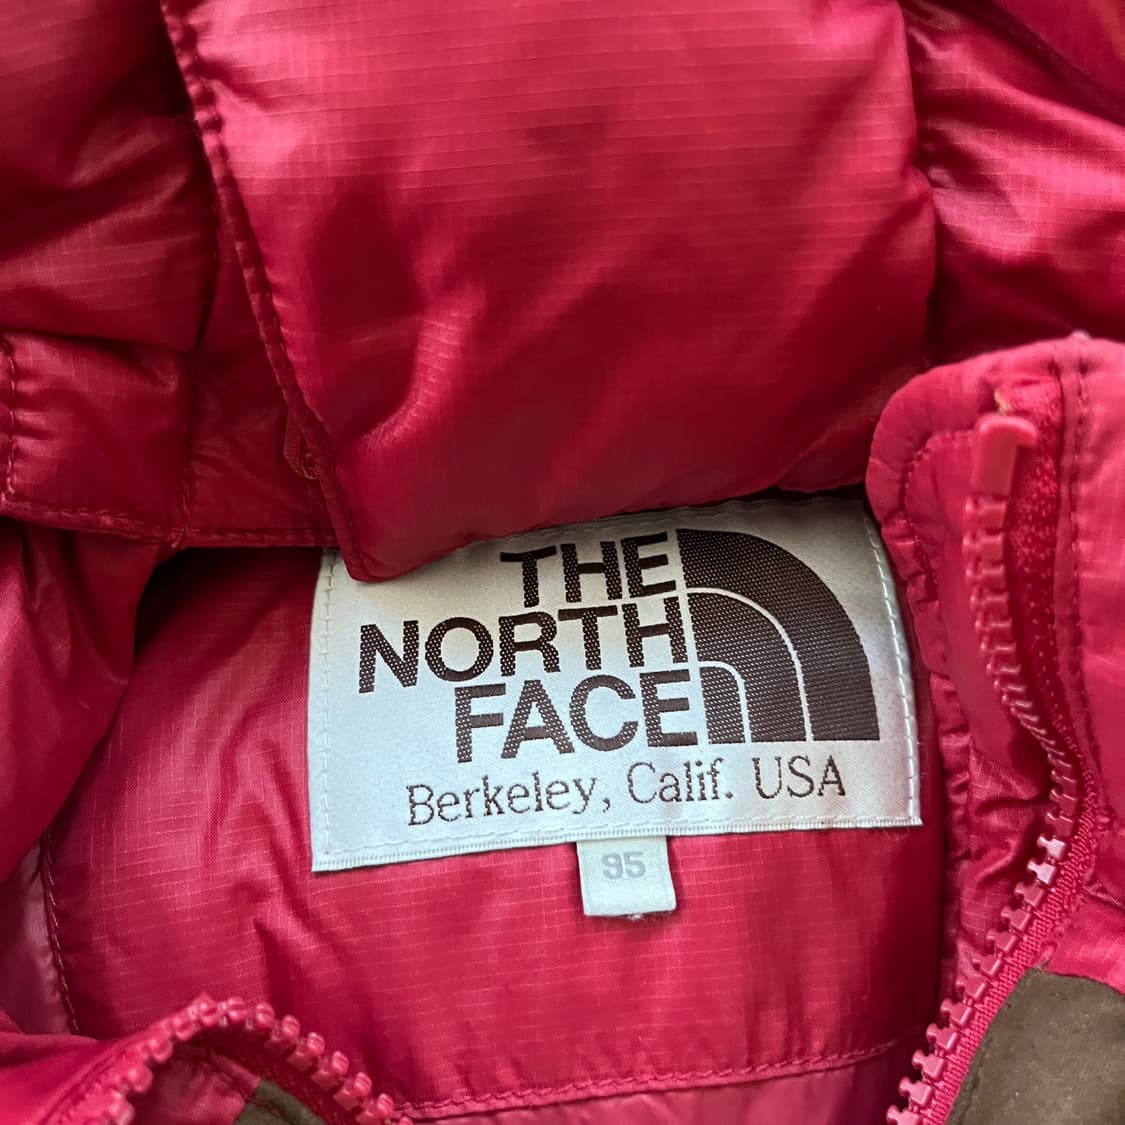 THE
NORTH
FACE
Berkeley, Calif. USA
95